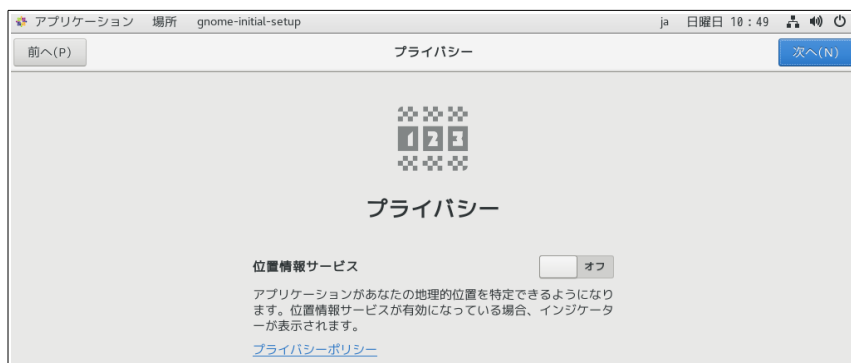 アプリケーション 場所 gnome-initial-setup ja 日曜日 10：49
前へ(P) プライバシー 次へ(N)
1 2 3
プライバシー
位置情報サービス オフ
アプリケーションがあなたの地理的位置を特定できるようになり
ます。位置情報サービスが有効になっている場合、インジケータ
ーが表示されます。
プライバシーポリシー